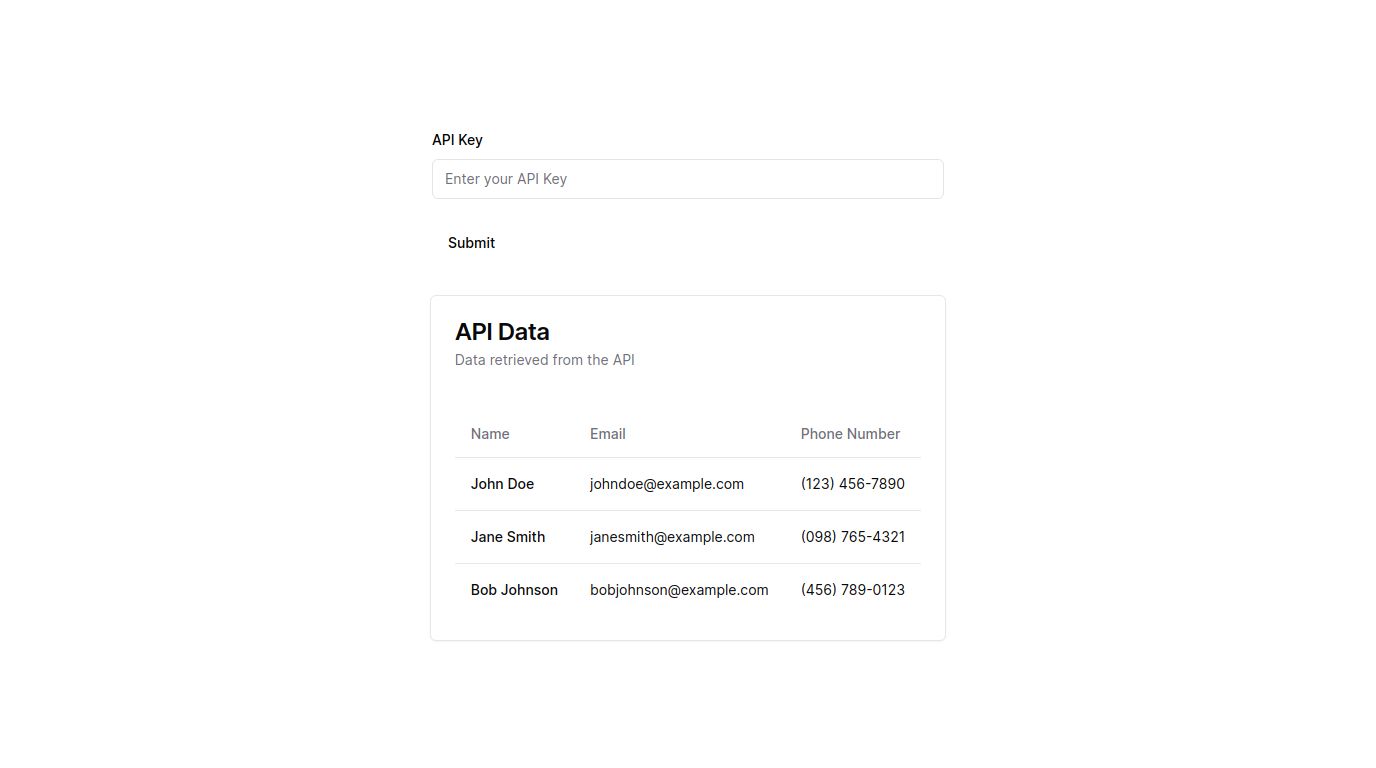 API Key
Enter your API Key
Submit
API Data
Data retrieved from the API
Name Email Phone Number
John Doe johndoe@example.com (123) 456-7890
Jane Smith janesmith@example.com (098) 765-4321
Bob Johnson bobjohnson@example.com (456) 789-0123